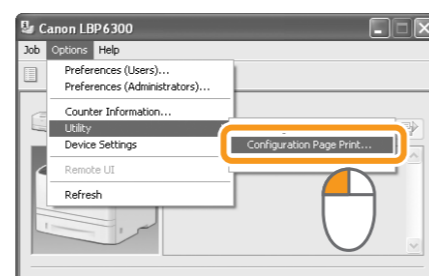 Canon LBP6300
Job Options Help
Preferences (Users)...
Preferences (Administrators)...
Counter Information...
Utility
Configuration Page Print...
Device Settings
Remote UI
Refresh